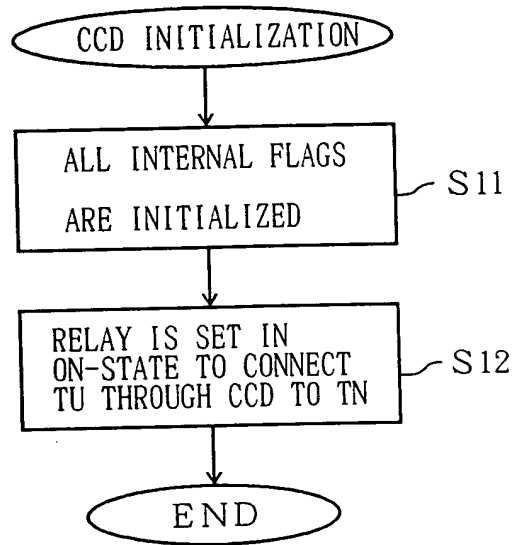 CCD INITIALIZATION
ALL INTERNAL FLAGS
ARE INITIALIZED
S11
RELAY IS SET IN
ON-STATE TO CONNECT
TU THROUGH CCD TO TN
S12
END